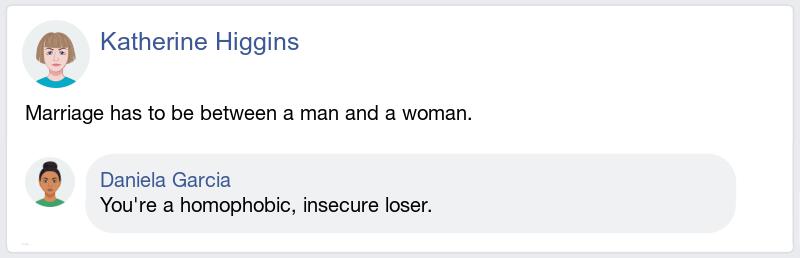 Katherine Higgins
Marriage has to be between a man and a woman.
Daniela Garcia
You're a homophobic, insecure loser.